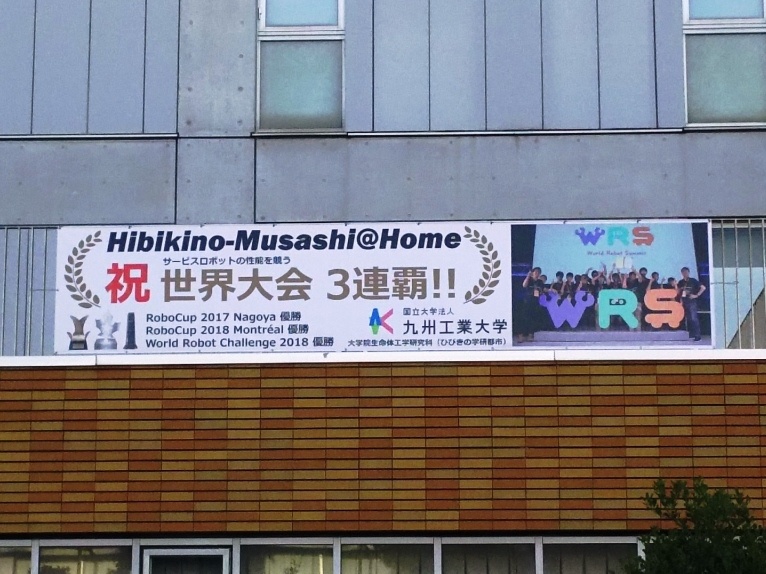 Hibikino-Musashi@Home
サービスロボットの性能を競う
祝 世界大会 3連覇!!
RoboCup 2017 Nagoya 優勝
RoboCup 2018 Montréal 優勝
World Robot Challenge 2018 優勝
国立大学法人
九州工業大学
大学院生命体工学研究科（ひびきの学研都市）
WRS
World Robot Summit
WRS